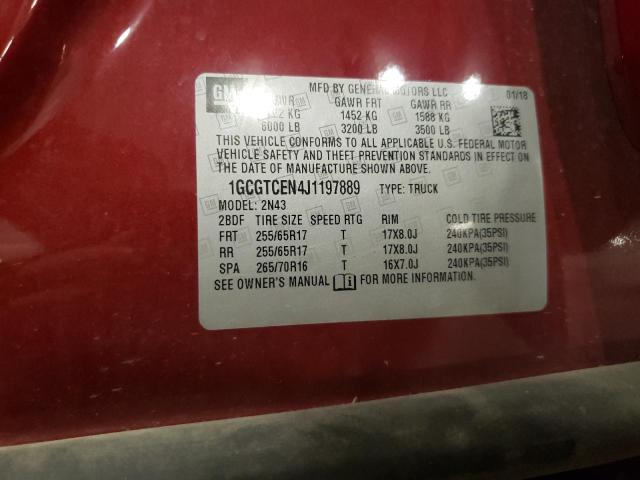 GM MFD BY GENERAL MOTORS LLC 01/18
GAWR FRT GAWR RR
KG 1452 KG 1588 KG
6000 LB 3200 LB 3500 LB
THIS VEHICLE CONFORMS TO ALL APPLICABLE U.S. FEDERAL MOTOR
VEHICLE SAFETY AND THEFT PREVENTION STANDARDS IN EFFECT ON
THE DATE OF MANUFACTURE SHOWN ABOVE.
1GCGTCEN4J1197889 TYPE: TRUCK
MODEL: 2N43
2BDF TIRE SIZE SPEED RTG RIM COLD TIRE PRESSURE
FRT 255/65R17 T 17X8.0J 240KPA(35PSI)
RR 255/65R17 T 17X8.0J 240KPA(35PSI)
SPA 265/70R16 T 16X7.0J 240KPA(35PSI)
SEE OWNER'S MANUAL FOR MORE INFORMATION.